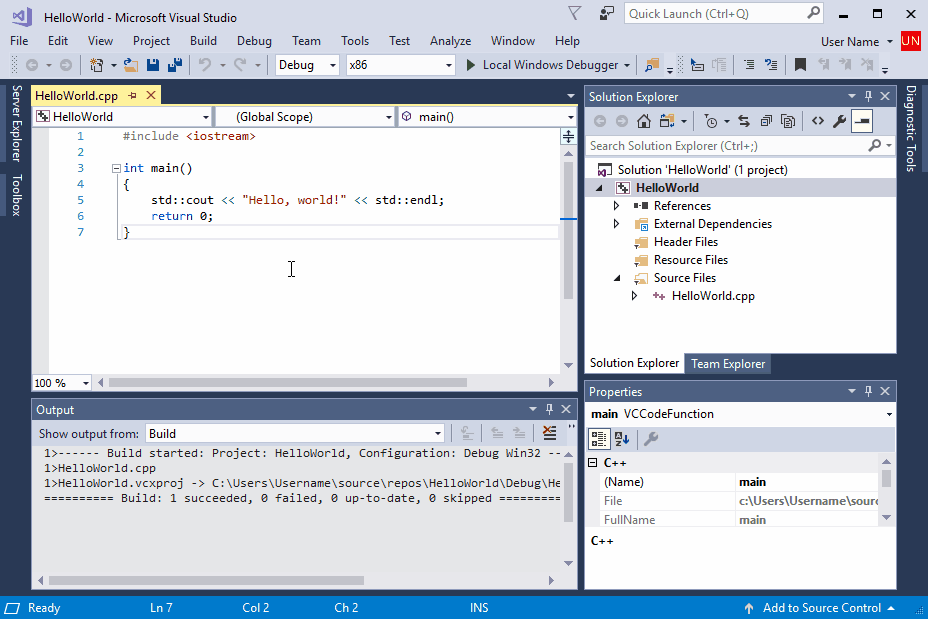 HelloWorld - Microsoft Visual Studio
Quick Launch (Ctrl+Q)
File Edit View Project Build Debug Team Tools Test Analyze Window Help
User Name UN
Debug x86 Local Windows Debugger
Server Explorer
Toolbox
HelloWorld.cpp
HelloWorld (Global Scope) main()
1 #include <iostream>
2
3 int main()
4 {
5 std::cout << "Hello, world!" << std::endl;
6 return 0;
7 }
100 %
Output
Show output from: Build
1>------ Build started: Project: HelloWorld, Configuration: Debug Win32 --
1>HelloWorld.cpp
1>HelloWorld.vcxproj -> C:\Users\Username\source\repos\HelloWorld\Debug\He
========== Build: 1 succeeded, 0 failed, 0 up-to-date, 0 skipped =========
Solution Explorer
Search Solution Explorer (Ctrl+;)
Solution 'HelloWorld' (1 project)
HelloWorld
References
External Dependencies
Header Files
Resource Files
Source Files
HelloWorld.cpp
Solution Explorer Team Explorer
Properties
main VCCodeFunction
C++
(Name) main
File c:\Users\Username\sourc
FullName main
C++
Diagnostic Tools
Ready Ln 7 Col 2 Ch 2 INS Add to Source Control